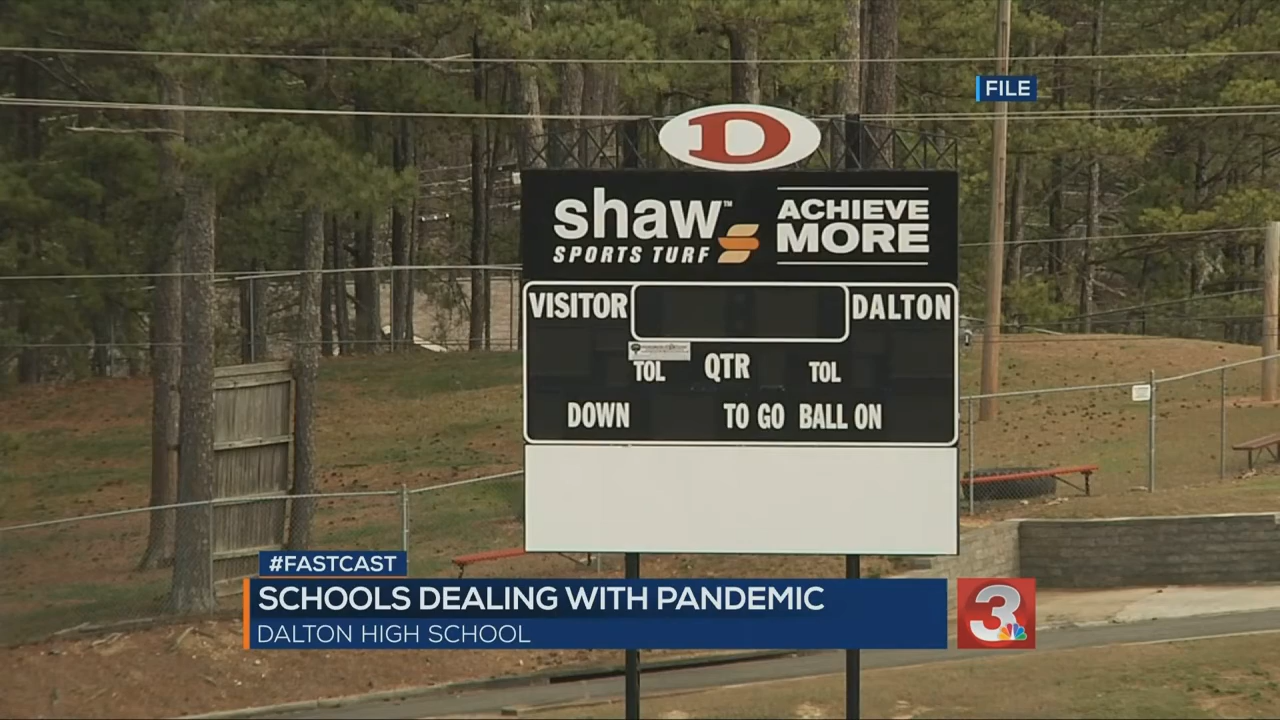 FILE
D
shaw™
SPORTS TURF
ACHIEVE
MORE
VISITOR
DALTON
TOL
QTR
TOL
DOWN
TO GO
BALL ON
#FASTCAST
SCHOOLS DEALING WITH PANDEMIC
DALTON HIGH SCHOOL
3